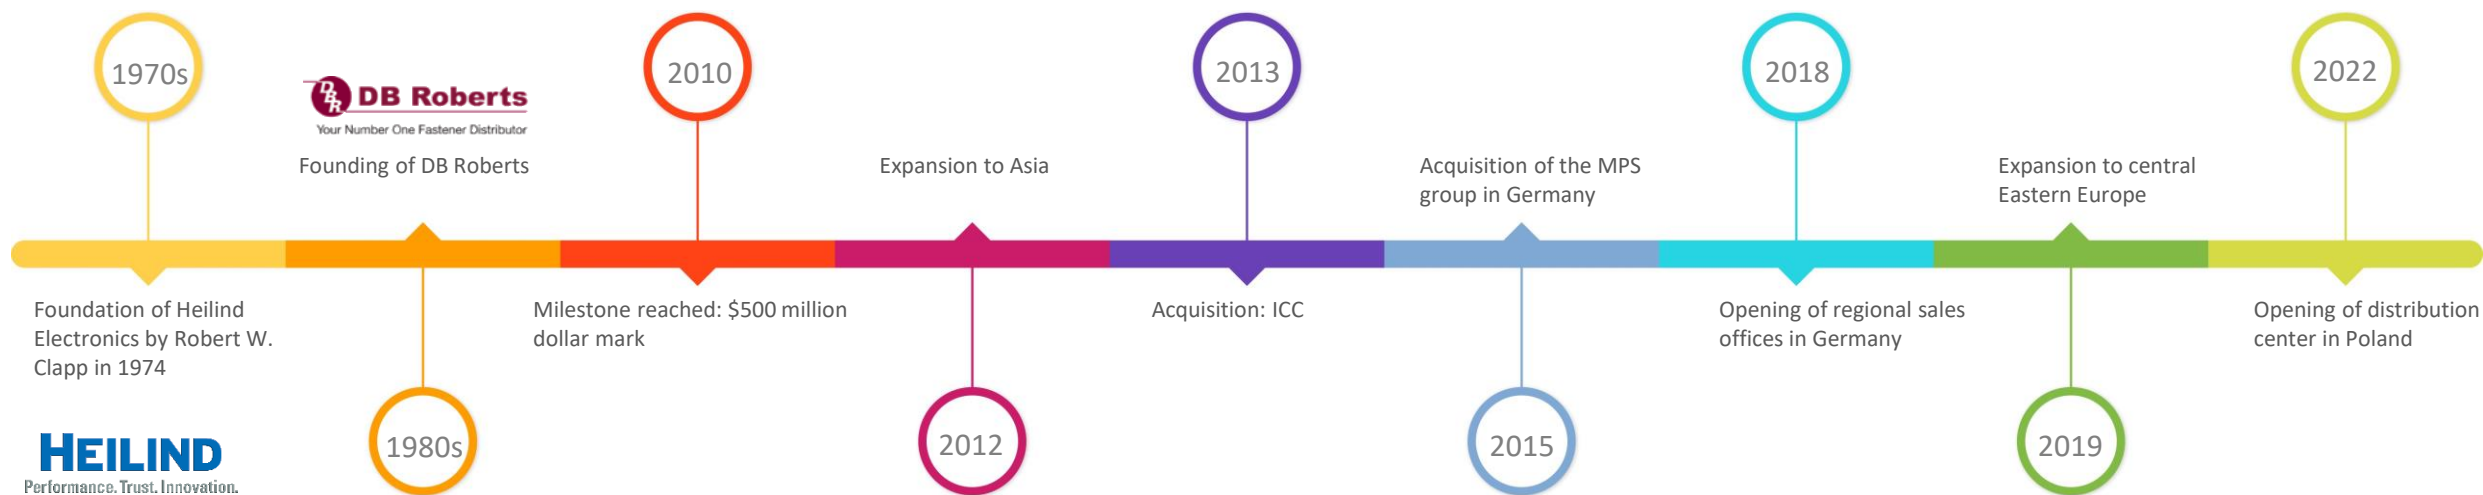 1970s
Foundation of Heilind
Electronics by Robert W.
Clapp in 1974
HEILIND
Performance. Trust. Innovation.
DBR DB Roberts
Your Number One Fastener Distributor
Founding of DB Roberts
1980s
2010
Milestone reached: $500 million
dollar mark
Expansion to Asia
2012
2013
Acquisition: ICC
Acquisition of the MPS
group in Germany
2015
2018
Opening of regional sales
offices in Germany
Expansion to central
Eastern Europe
2019
2022
Opening of distribution
center in Poland